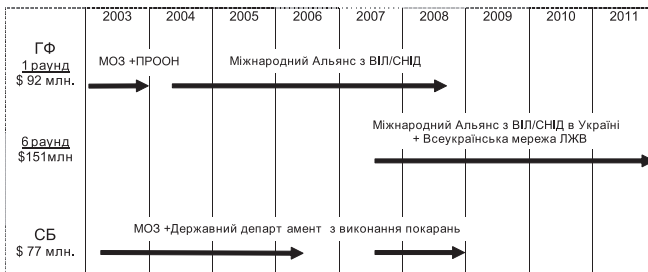 2003 2004 2005 2006 2007 2008 2009 2010 2011
ГФ
1 раунд
$ 92 млн.
МОЗ +ПРООН
Міжнародний Альянс з ВІЛ/СНІД
6 раунд
$151млн
Міжнародний Альянс з ВІЛ/СНІД в Україні
+ Всеукраїнська мережа ЛЖВ
СБ
$ 77 млн.
МОЗ +Державний департ амент з виконання покарань